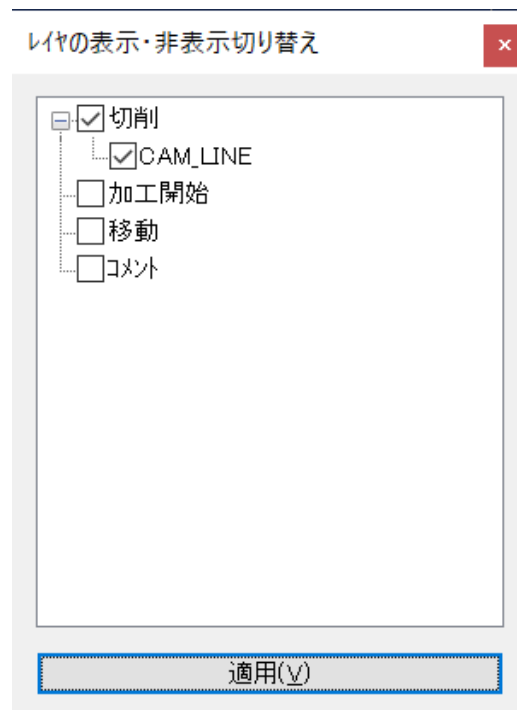 ﾚｲﾔの表示･非表示切り替え
切削
CAM_LINE
加工開始
移動
ｺﾒﾝﾄ
適用(V)